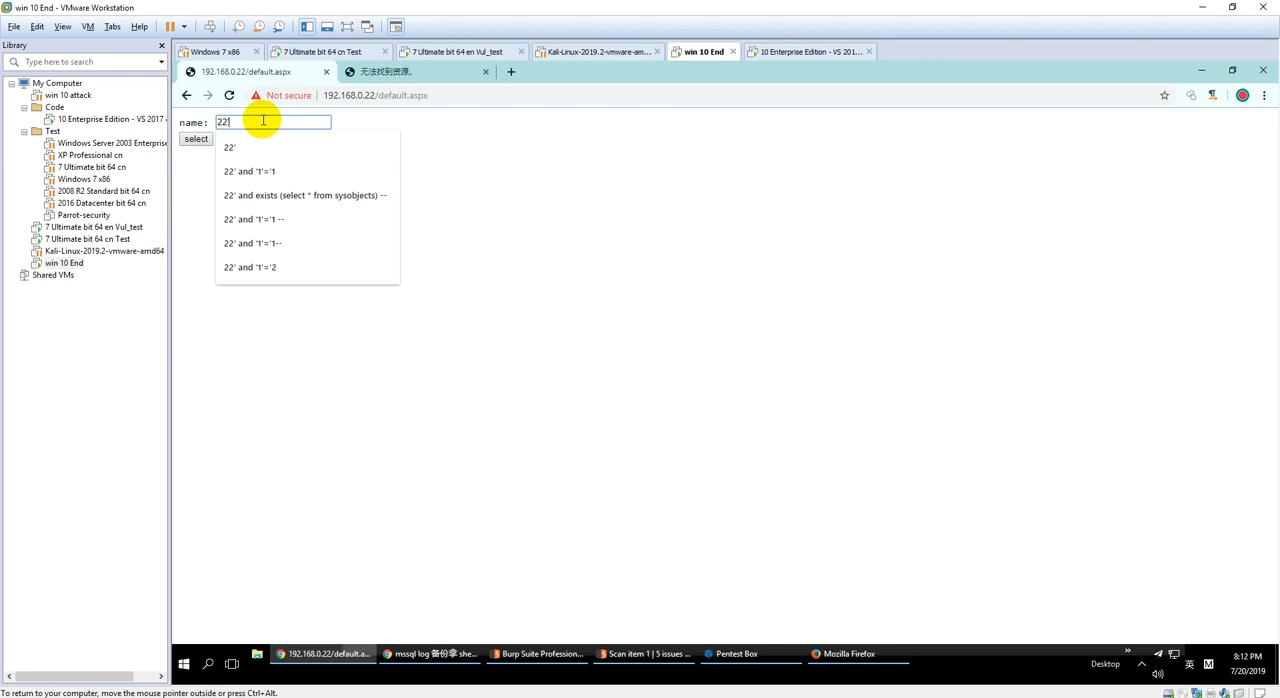 win 10 End - VMware Workstation
File Edit View VM Tabs Help
Library
Type here to search
My Computer
win 10 attack
Code
10 Enterprise Edition - VS 2017
Test
Windows Server 2003 Enterprise
XP Professional cn
7 Ultimate bit 64 cn
Windows 7 x86
2008 R2 Standard bit 64 cn
2016 Datacenter bit 64 cn
Parrot-security
7 Ultimate bit 64 en Vul_test
7 Ultimate bit 64 cn Test
Kali-Linux-2019.2-vmware-amd64
win 10 End
Shared VMs
Windows 7 x86 7 Ultimate bit 64 cn Test 7 Ultimate bit 64 en Vul_test Kali-Linux-2019.2-vmware-am... win 10 End 10 Enterprise Edition - VS 201...
192.168.0.22/default.aspx 无法找到资源。
Not secure 192.168.0.22/default.aspx
name: 22'
select
22'
22' and '1'='1
22' and exists (select * from sysobjects) --
22' and '1'='1 --
22' and '1'='1--
22' and '1'='2
192.168.0.22/default.a... mssql log 备份拿 she... Burp Suite Profession... Scan item 1 | 5 issues ... Pentest Box Mozilla Firefox
Desktop
英 M
8:12 PM
7/20/2019
To return to your computer, move the mouse pointer outside or press Ctrl+Alt.